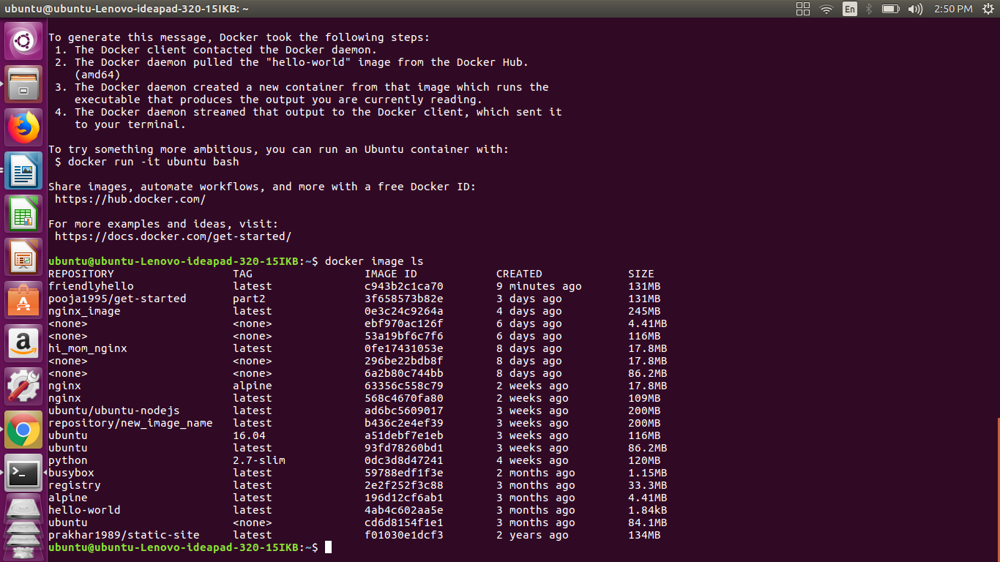 ubuntu@ubuntu-Lenovo-ideapad-320-15IKB: ~
En
2:50 PM
To generate this message, Docker took the following steps:
 1. The Docker client contacted the Docker daemon.
 2. The Docker daemon pulled the "hello-world" image from the Docker Hub.
    (amd64)
 3. The Docker daemon created a new container from that image which runs the
    executable that produces the output you are currently reading.
 4. The Docker daemon streamed that output to the Docker client, which sent it
    to your terminal.
To try something more ambitious, you can run an Ubuntu container with:
 $ docker run -it ubuntu bash
Share images, automate workflows, and more with a free Docker ID:
 https://hub.docker.com/
For more examples and ideas, visit:
 https://docs.docker.com/get-started/
ubuntu@ubuntu-Lenovo-ideapad-320-15IKB:~$ docker image ls
REPOSITORY                  TAG                 IMAGE ID            CREATED             SIZE
friendlyhello               latest              c943b2c1ca70        9 minutes ago       131MB
pooja1995/get-started       part2               3f658573b82e        3 days ago          131MB
nginx_image                 latest              0e3c24c9264a        4 days ago          245MB
<none>                      <none>              ebf970ac126f        6 days ago          4.41MB
<none>                      <none>              53a19bf6c7f6        6 days ago          116MB
hi_mom_nginx                latest              0fe17431053e        8 days ago          17.8MB
<none>                      <none>              296be22bdb8f        8 days ago          17.8MB
<none>                      <none>              6a2b80c744bb        8 days ago          86.2MB
nginx                       alpine              63356c558c79        2 weeks ago         17.8MB
nginx                       latest              568c4670fa80        2 weeks ago         109MB
ubuntu/ubuntu-nodejs        latest              ad6bc5609017        3 weeks ago         200MB
repository/new_image_name   latest              b436c2e4ef39        3 weeks ago         200MB
ubuntu                      16.04               a51debf7e1eb        3 weeks ago         116MB
ubuntu                      latest              93fd78260bd1        3 weeks ago         86.2MB
python                      2.7-slim            0dc3d8d47241        4 weeks ago         120MB
busybox                     latest              59788edf1f3e        2 months ago        1.15MB
registry                    latest              2e2f252f3c88        3 months ago        33.3MB
alpine                      latest              196d12cf6ab1        3 months ago        4.41MB
hello-world                 latest              4ab4c602aa5e        3 months ago        1.84kB
ubuntu                      <none>              cd6d8154f1e1        3 months ago        84.1MB
prakhar1989/static-site     latest              f01030e1dcf3        2 years ago         134MB
ubuntu@ubuntu-Lenovo-ideapad-320-15IKB:~$